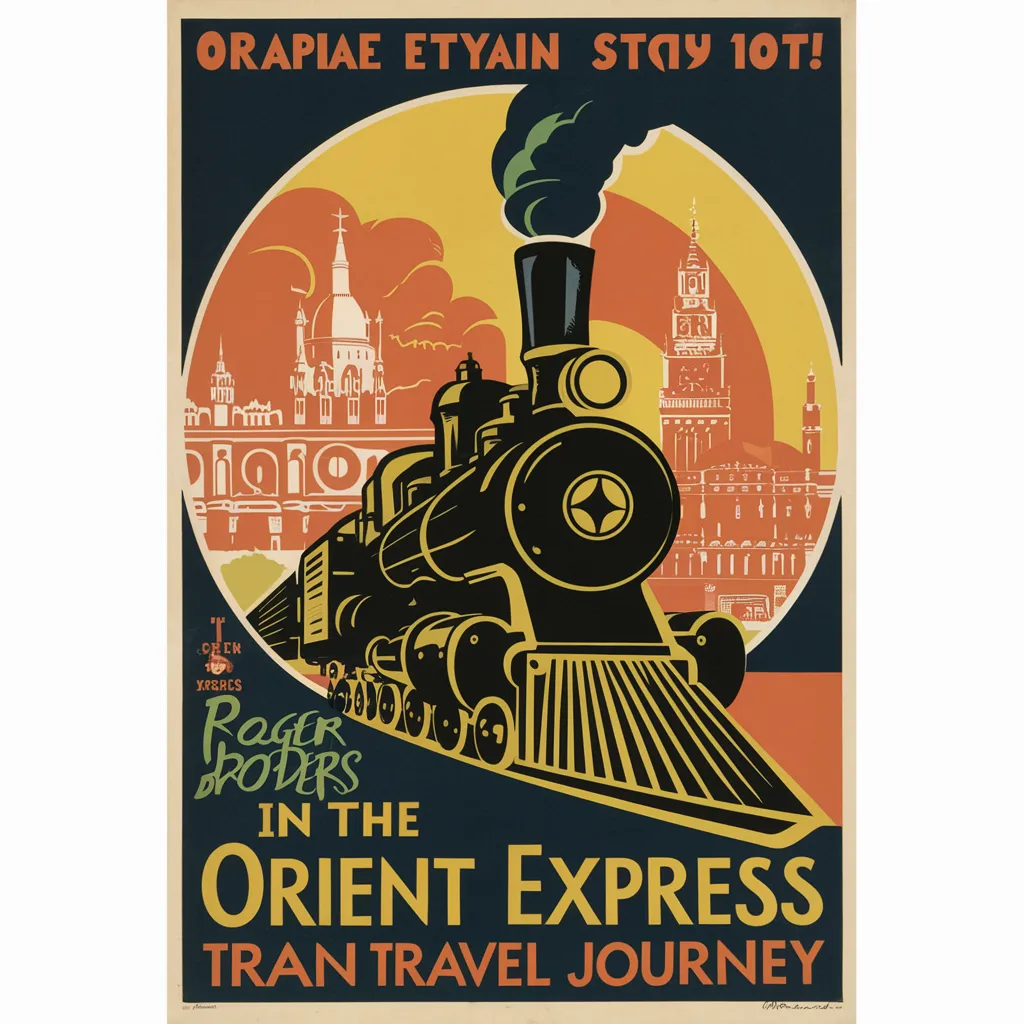 ORAPIAE ETYAIN STAY 10T!
T
ROGER
BRODERS
IN THE
ORIENT EXPRESS
TRAN TRAVEL JOURNEY